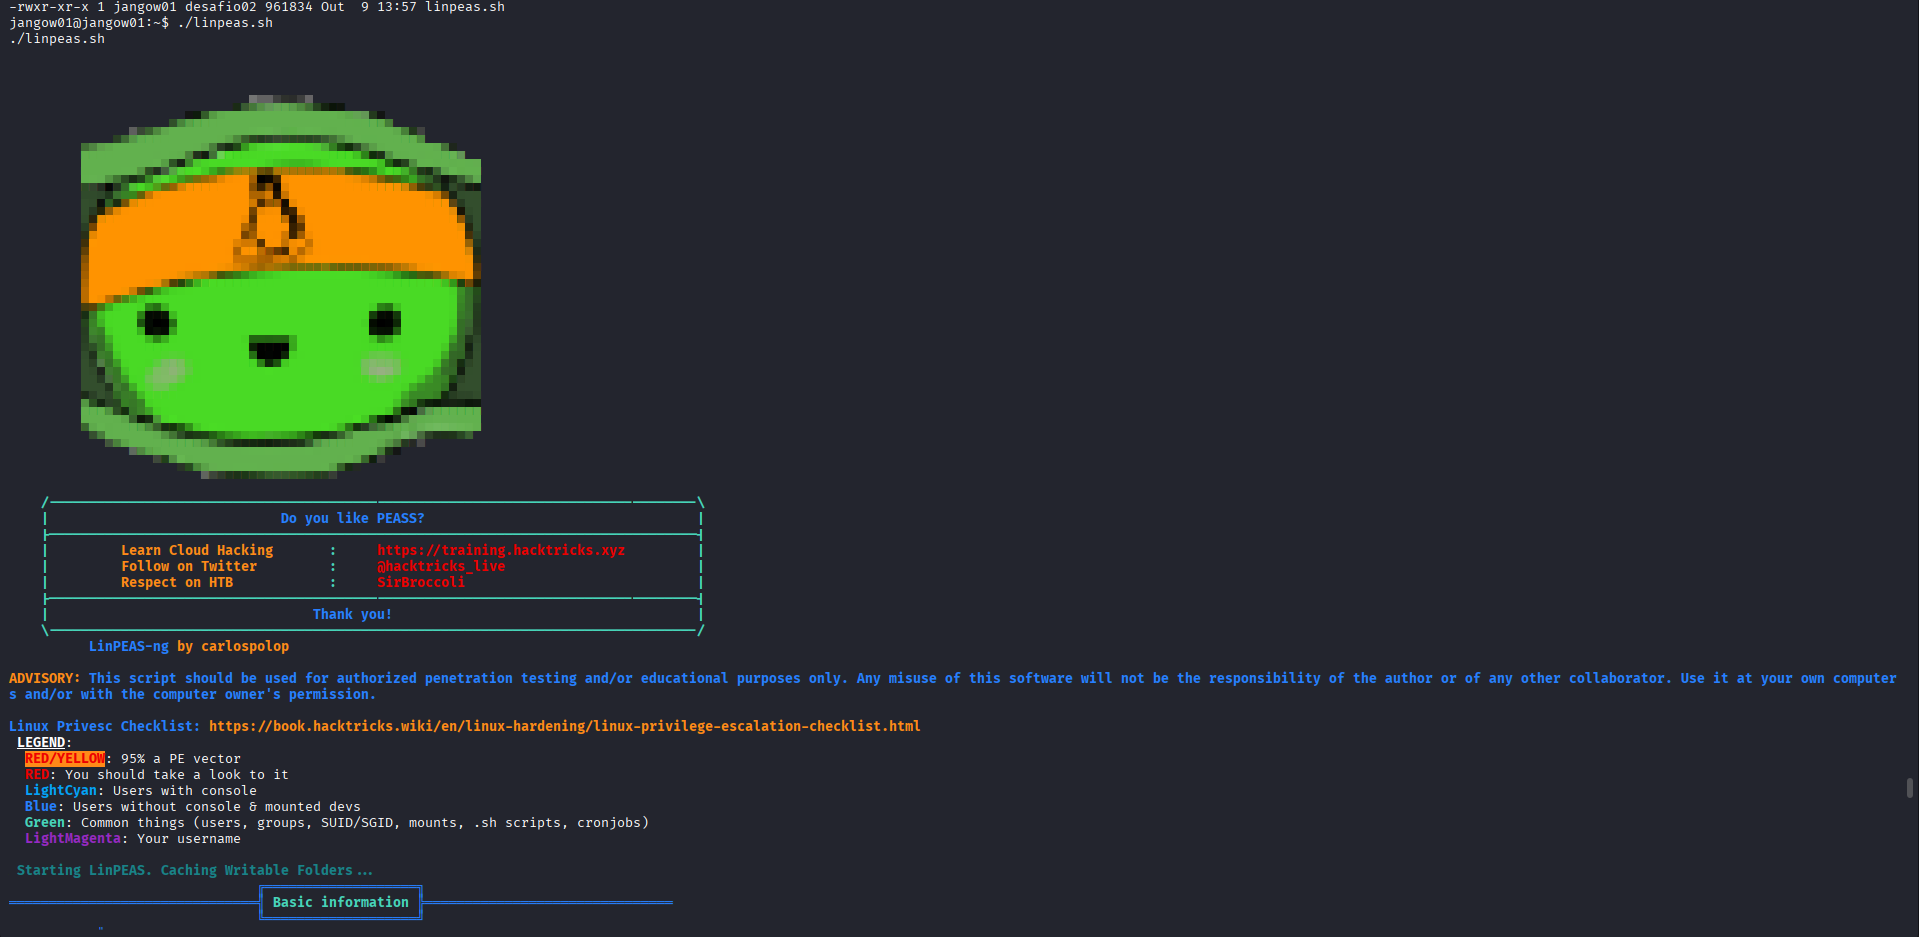 -rwxr-xr-x 1 jangow01 desafio02 961834 Out  9 13:57 linpeas.sh
jangow01@jangow01:~$ ./linpeas.sh
./linpeas.sh
Do you like PEASS?
Learn Cloud Hacking : https://training.hacktricks.xyz
Follow on Twitter : @hacktricks_live
Respect on HTB : SirBroccoli
Thank you!
LinPEAS-ng by carlospolop
ADVISORY: This script should be used for authorized penetration testing and/or educational purposes only. Any misuse of this software will not be the responsibility of the author or of any other collaborator. Use it at your own computer
s and/or with the computer owner's permission.
Linux Privesc Checklist: https://book.hacktricks.wiki/en/linux-hardening/linux-privilege-escalation-checklist.html
LEGEND:
RED/YELLOW: 95% a PE vector
RED: You should take a look to it
LightCyan: Users with console
Blue: Users without console & mounted devs
Green: Common things (users, groups, SUID/SGID, mounts, .sh scripts, cronjobs)
LightMagenta: Your username
Starting LinPEAS. Caching Writable Folders...
Basic information